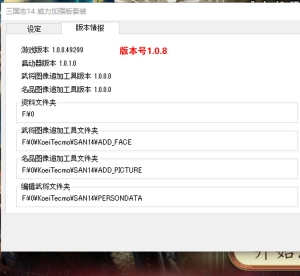 三国志14 威力加强版套装
设定
版本情报
游戏版本 1.0.8.49299
版本号1.0.8
启动器版本 1.0.1.0
武将图像追加工具版本 1.0.0.0
名品图像追加工具版本 1.0.0.0
资料文件夹
F:¥0
武将图像追加工具文件夹
F:¥0¥KoeiTecmo¥SAN14¥ADD_FACE
名品图像追加工具文件夹
F:¥0¥KoeiTecmo¥SAN14¥ADD_PICTURE
编辑武将文件夹
F:¥0¥KoeiTecmo¥SAN14¥PERSONDATA
开始